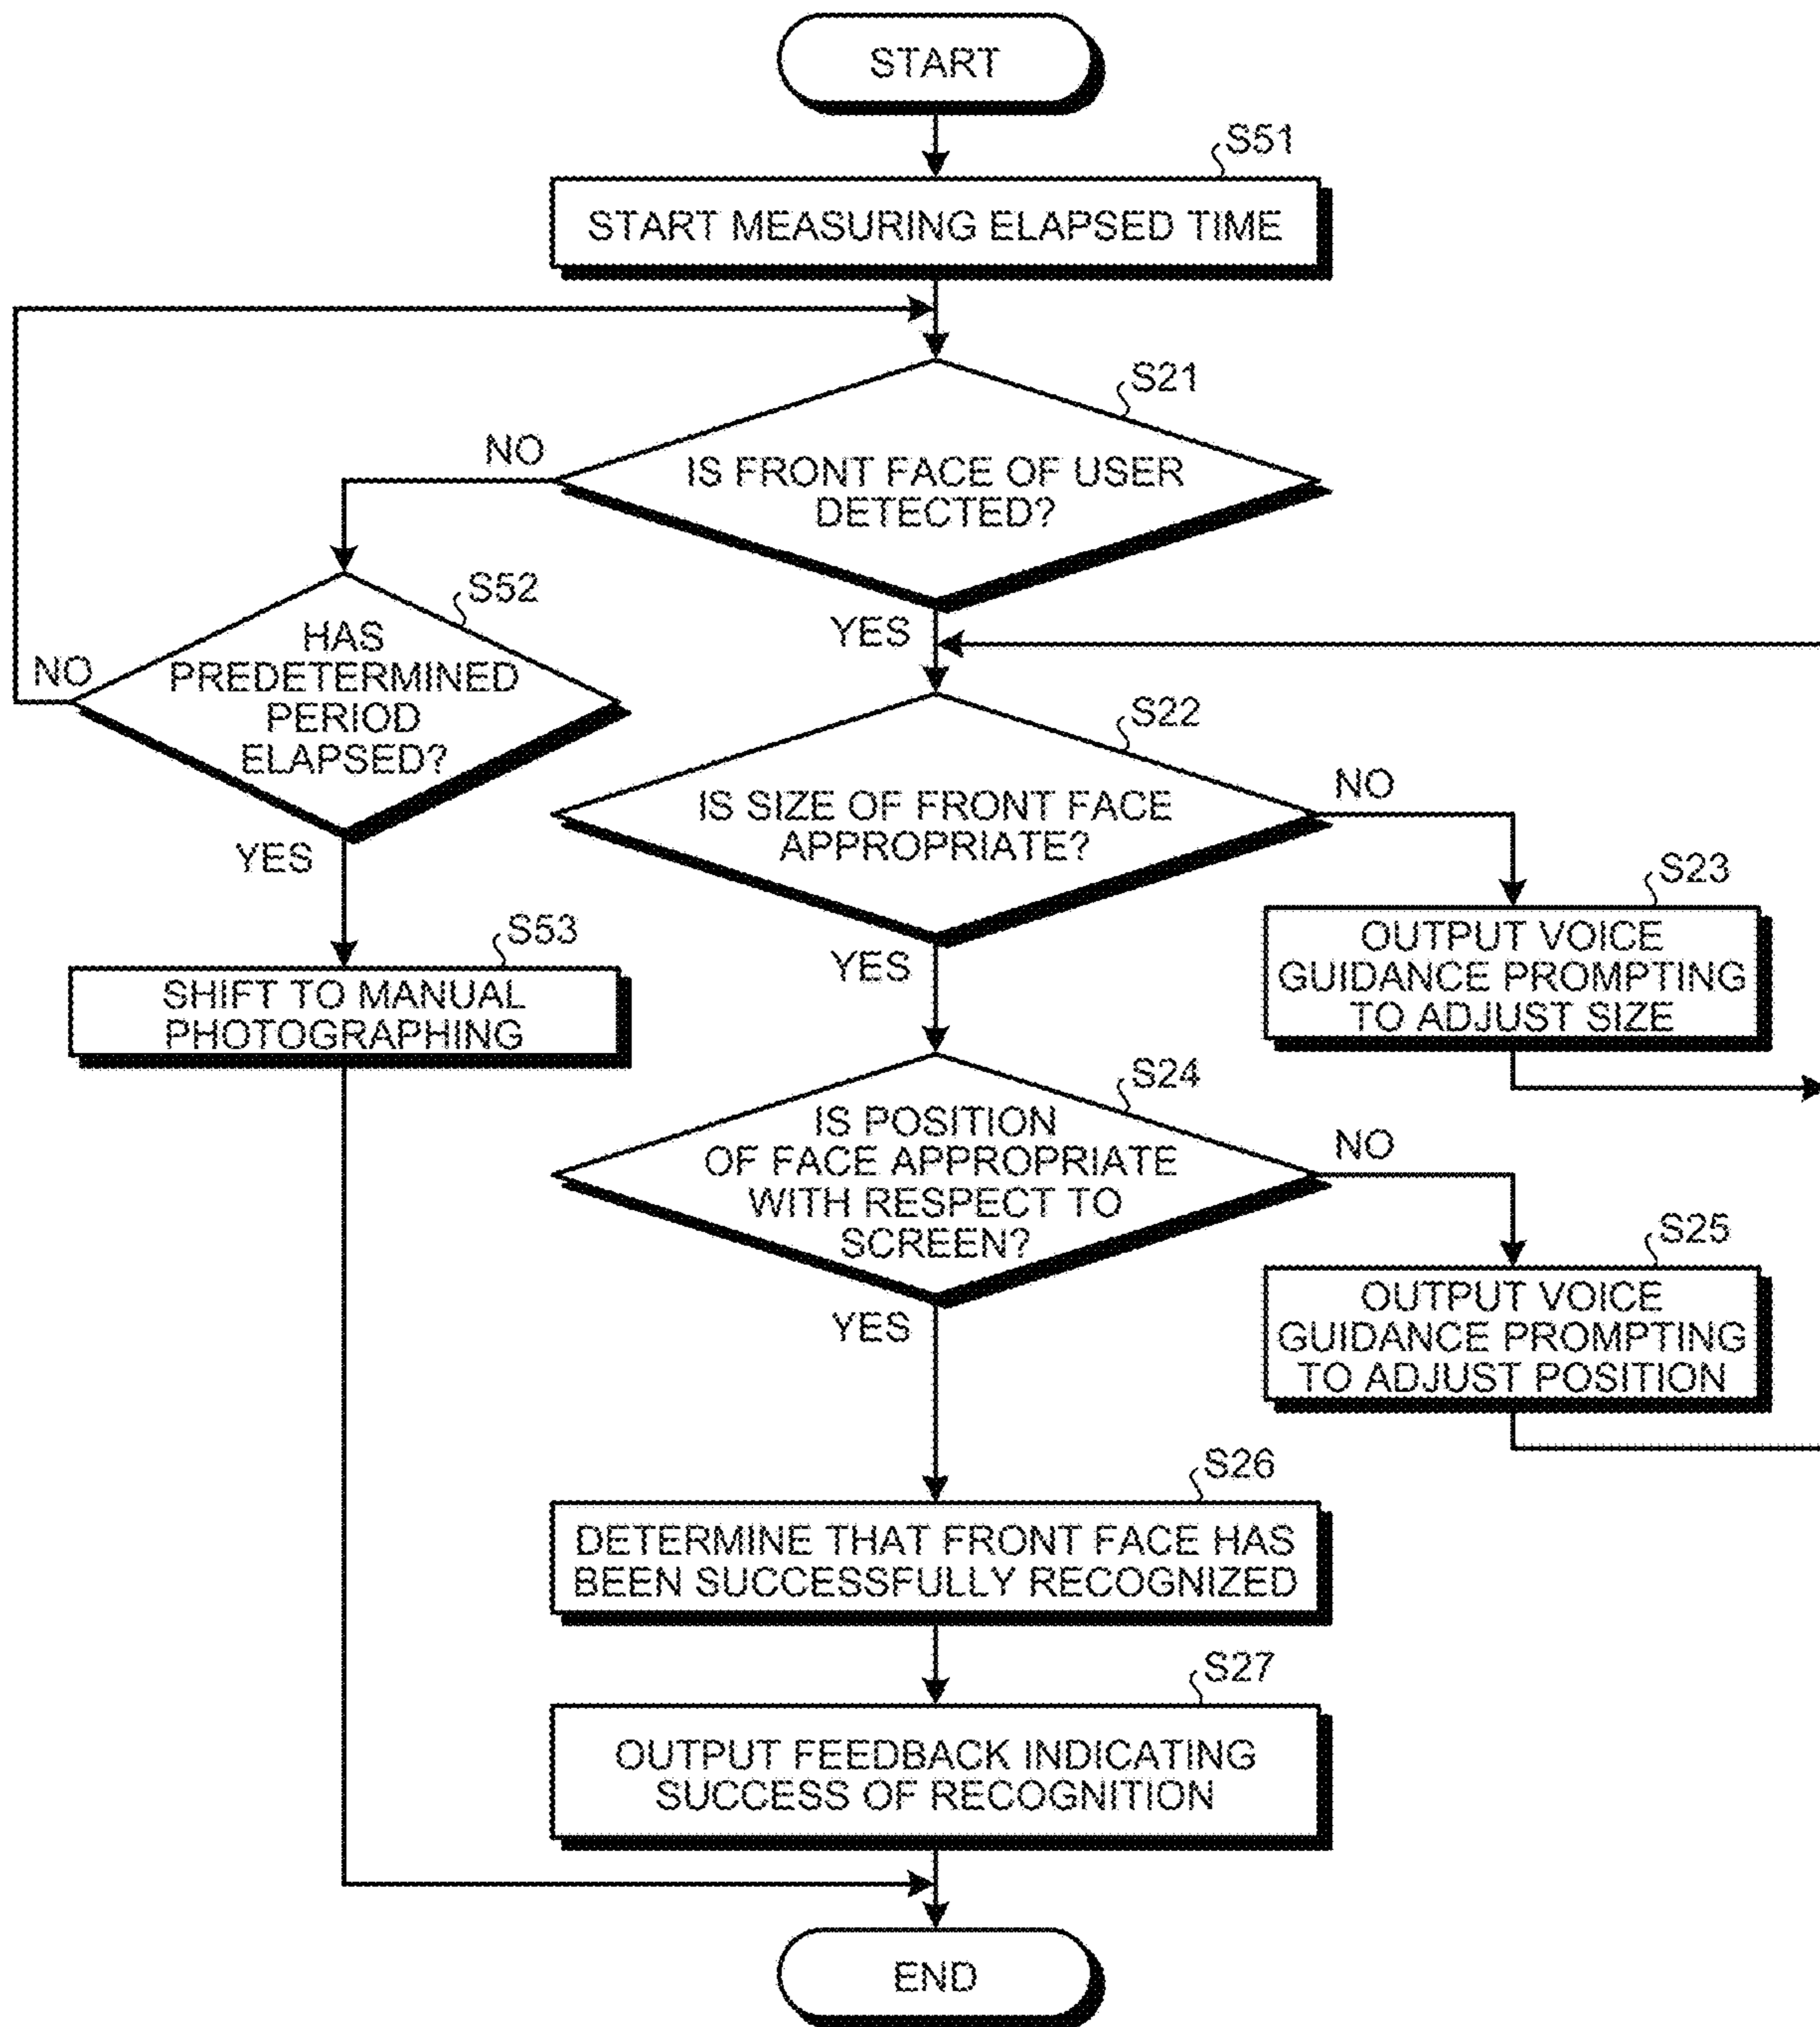 START
S51
START MEASURING ELAPSED TIME
S21
NO
IS FRONT FACE OF USER
DETECTED?
YES
S52
HAS
PREDETERMINED
PERIOD
ELAPSED?
NO
YES
S22
IS SIZE OF FRONT FACE
APPROPRIATE?
NO
YES
S23
OUTPUT VOICE
GUIDANCE PROMPTING
TO ADJUST SIZE
S53
SHIFT TO MANUAL
PHOTOGRAPHING
S24
IS POSITION
OF FACE APPROPRIATE
WITH RESPECT TO
SCREEN?
NO
YES
S25
OUTPUT VOICE
GUIDANCE PROMPTING
TO ADJUST POSITION
S26
DETERMINE THAT FRONT FACE HAS
BEEN SUCCESSFULLY RECOGNIZED
S27
OUTPUT FEEDBACK INDICATING
SUCCESS OF RECOGNITION
END